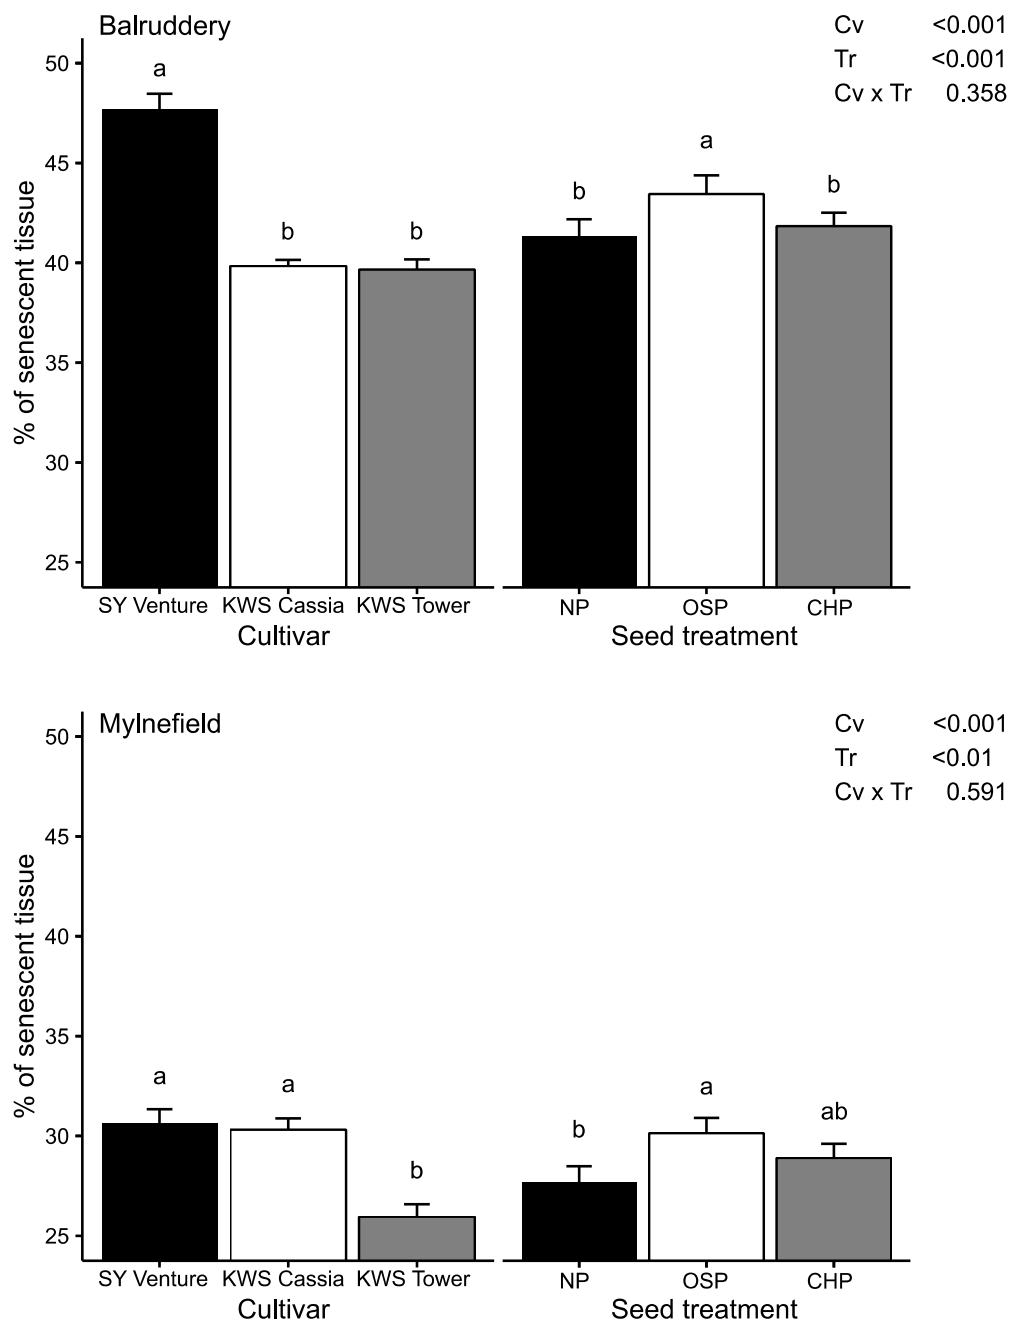 Balruddery
Cv <0.001
Tr <0.001
Cv x Tr 0.358
% of senescent tissue
50
45
40
35
30
25
a
b
b
b
a
b
SY Venture KWS Cassia KWS Tower
NP OSP CHP
Cultivar
Seed treatment
Mylnefield
Cv <0.001
Tr <0.01
Cv x Tr 0.591
% of senescent tissue
50
45
40
35
30
25
a
a
b
b
a
ab
SY Venture KWS Cassia KWS Tower
NP OSP CHP
Cultivar
Seed treatment